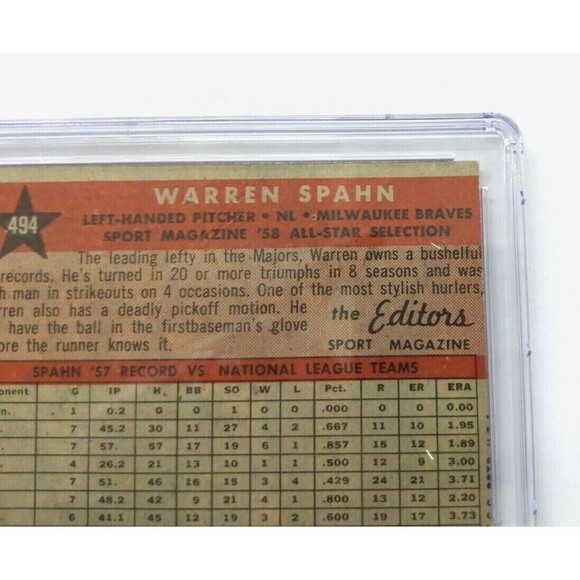 494
WARREN SPAHN
LEFT-HANDED PITCHER • NL • MILWAUKEE BRAVES
SPORT MAGAZINE '58 ALL-STAR SELECTION
The leading lefty in the Majors, Warren owns a bushelful
records. He's turned in 20 or more triumphs in 8 seasons and was
h man in strikeouts on 4 occasions. One of the most stylish hurlers,
rren also has a deadly pickoff motion. He
have the ball in the firstbaseman's glove
ore the runner knows it.
the Editors
SPORT MAGAZINE
SPAHN '57 RECORD VS. NATIONAL LEAGUE TEAMS
ponent G IP H. BB SO W L Pct. R ER ERA
n. 1 0.2 0 0 1 0 0 .000 0 0 0.00
. 7 45.2 30 11 27 4 2 .667 11 10 1.95
. 7 57. 57 17 19 6 1 .857 15 12 1.89
4 26.2 21 13 10 1 1 .500 12 9 3.00
7 51. 46 16 15 3 4 .429 24 21 3.71
7 48.2 42 9 21 4 1 .800 13 12 2.20
. 6 41.1 45 12 19 3 2 .600 19 17 3.73